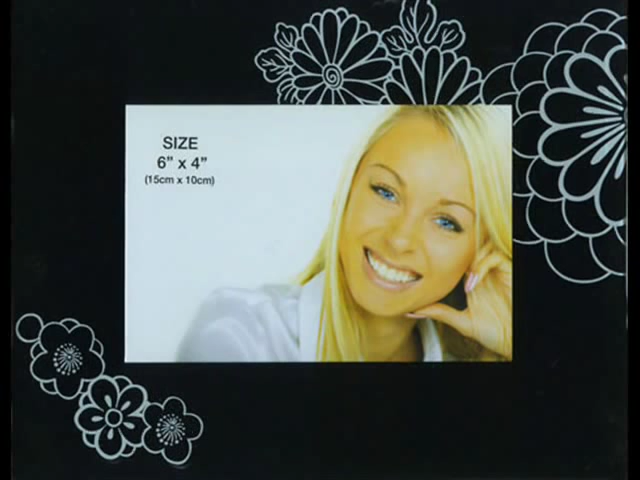 SIZE
6” x 4”
(15cm x 10cm)